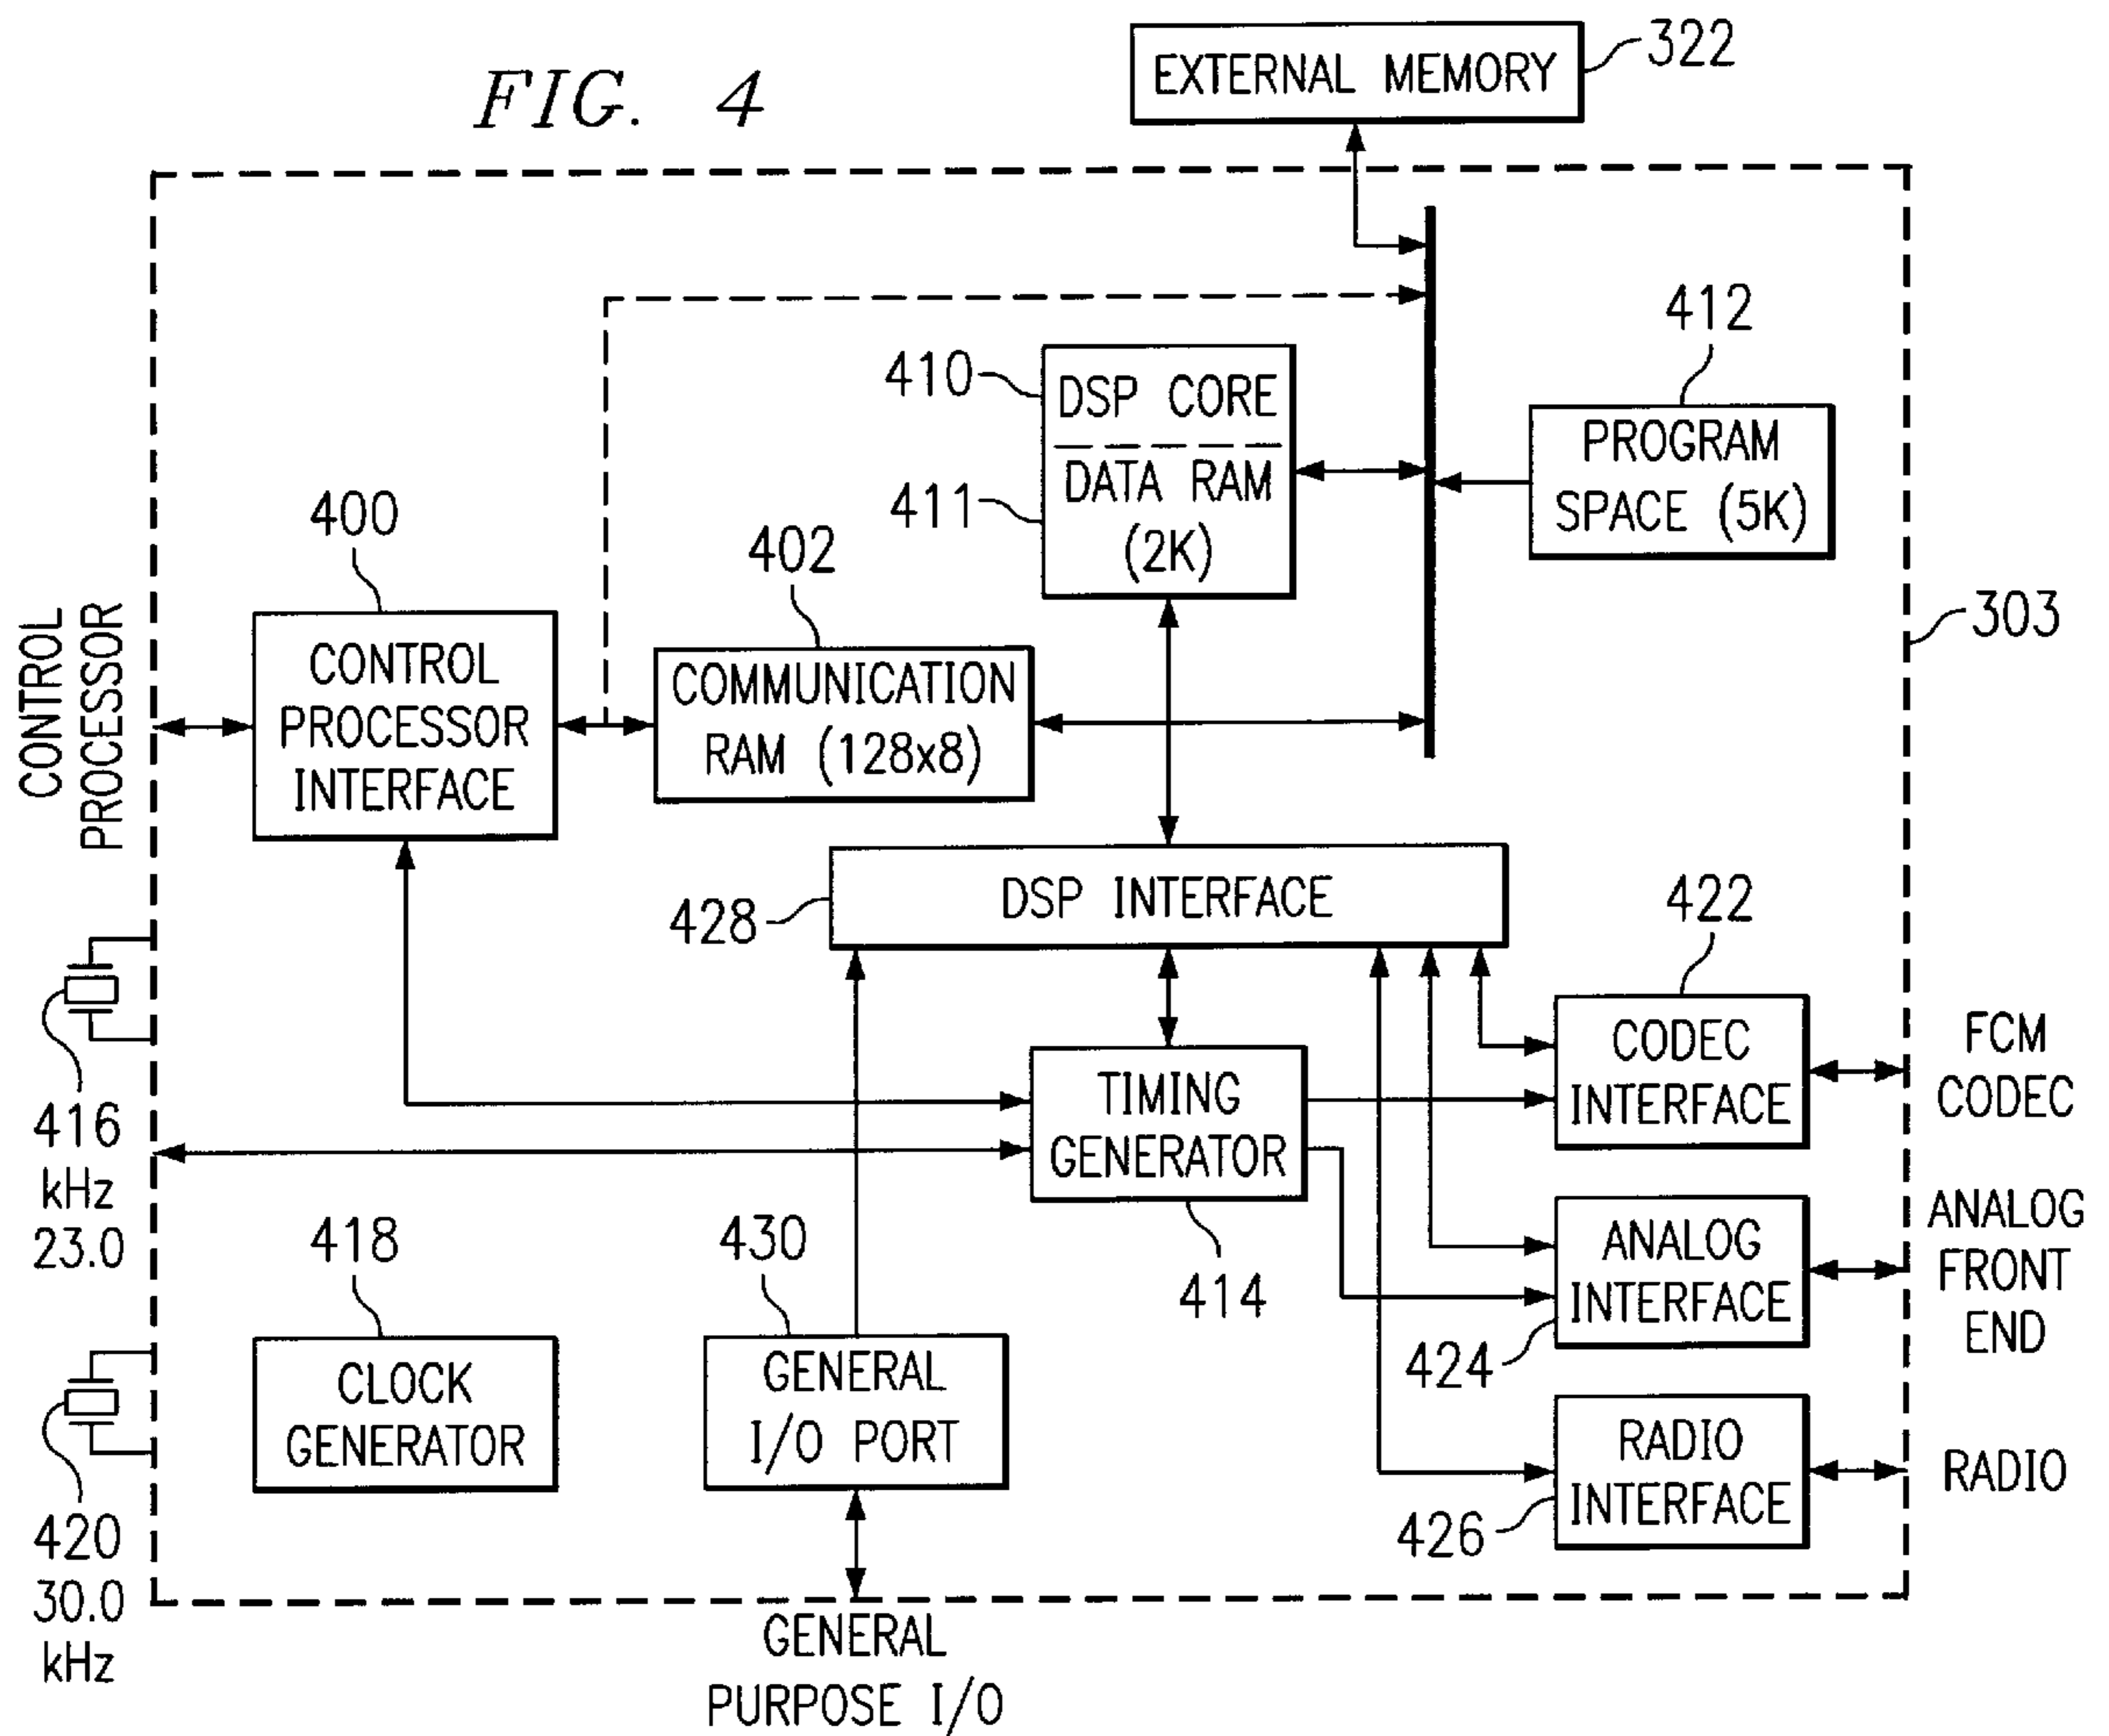 FIG. 4
EXTERNAL MEMORY
322
412
410
DSP CORE
DATA RAM
(2K)
411
PROGRAM
SPACE (5K)
400
402
303
CONTROL
PROCESSOR
CONTROL
PROCESSOR
INTERFACE
COMMUNICATION
RAM (128x8)
DSP INTERFACE
428
422
416
kHz
23.0
TIMING
GENERATOR
414
CODEC
INTERFACE
FCM
CODEC
418
430
ANALOG
INTERFACE
424
ANALOG
FRONT
END
CLOCK
GENERATOR
GENERAL
I/O PORT
RADIO
INTERFACE
426
RADIO
420
30.0
kHz
GENERAL
PURPOSE I/O